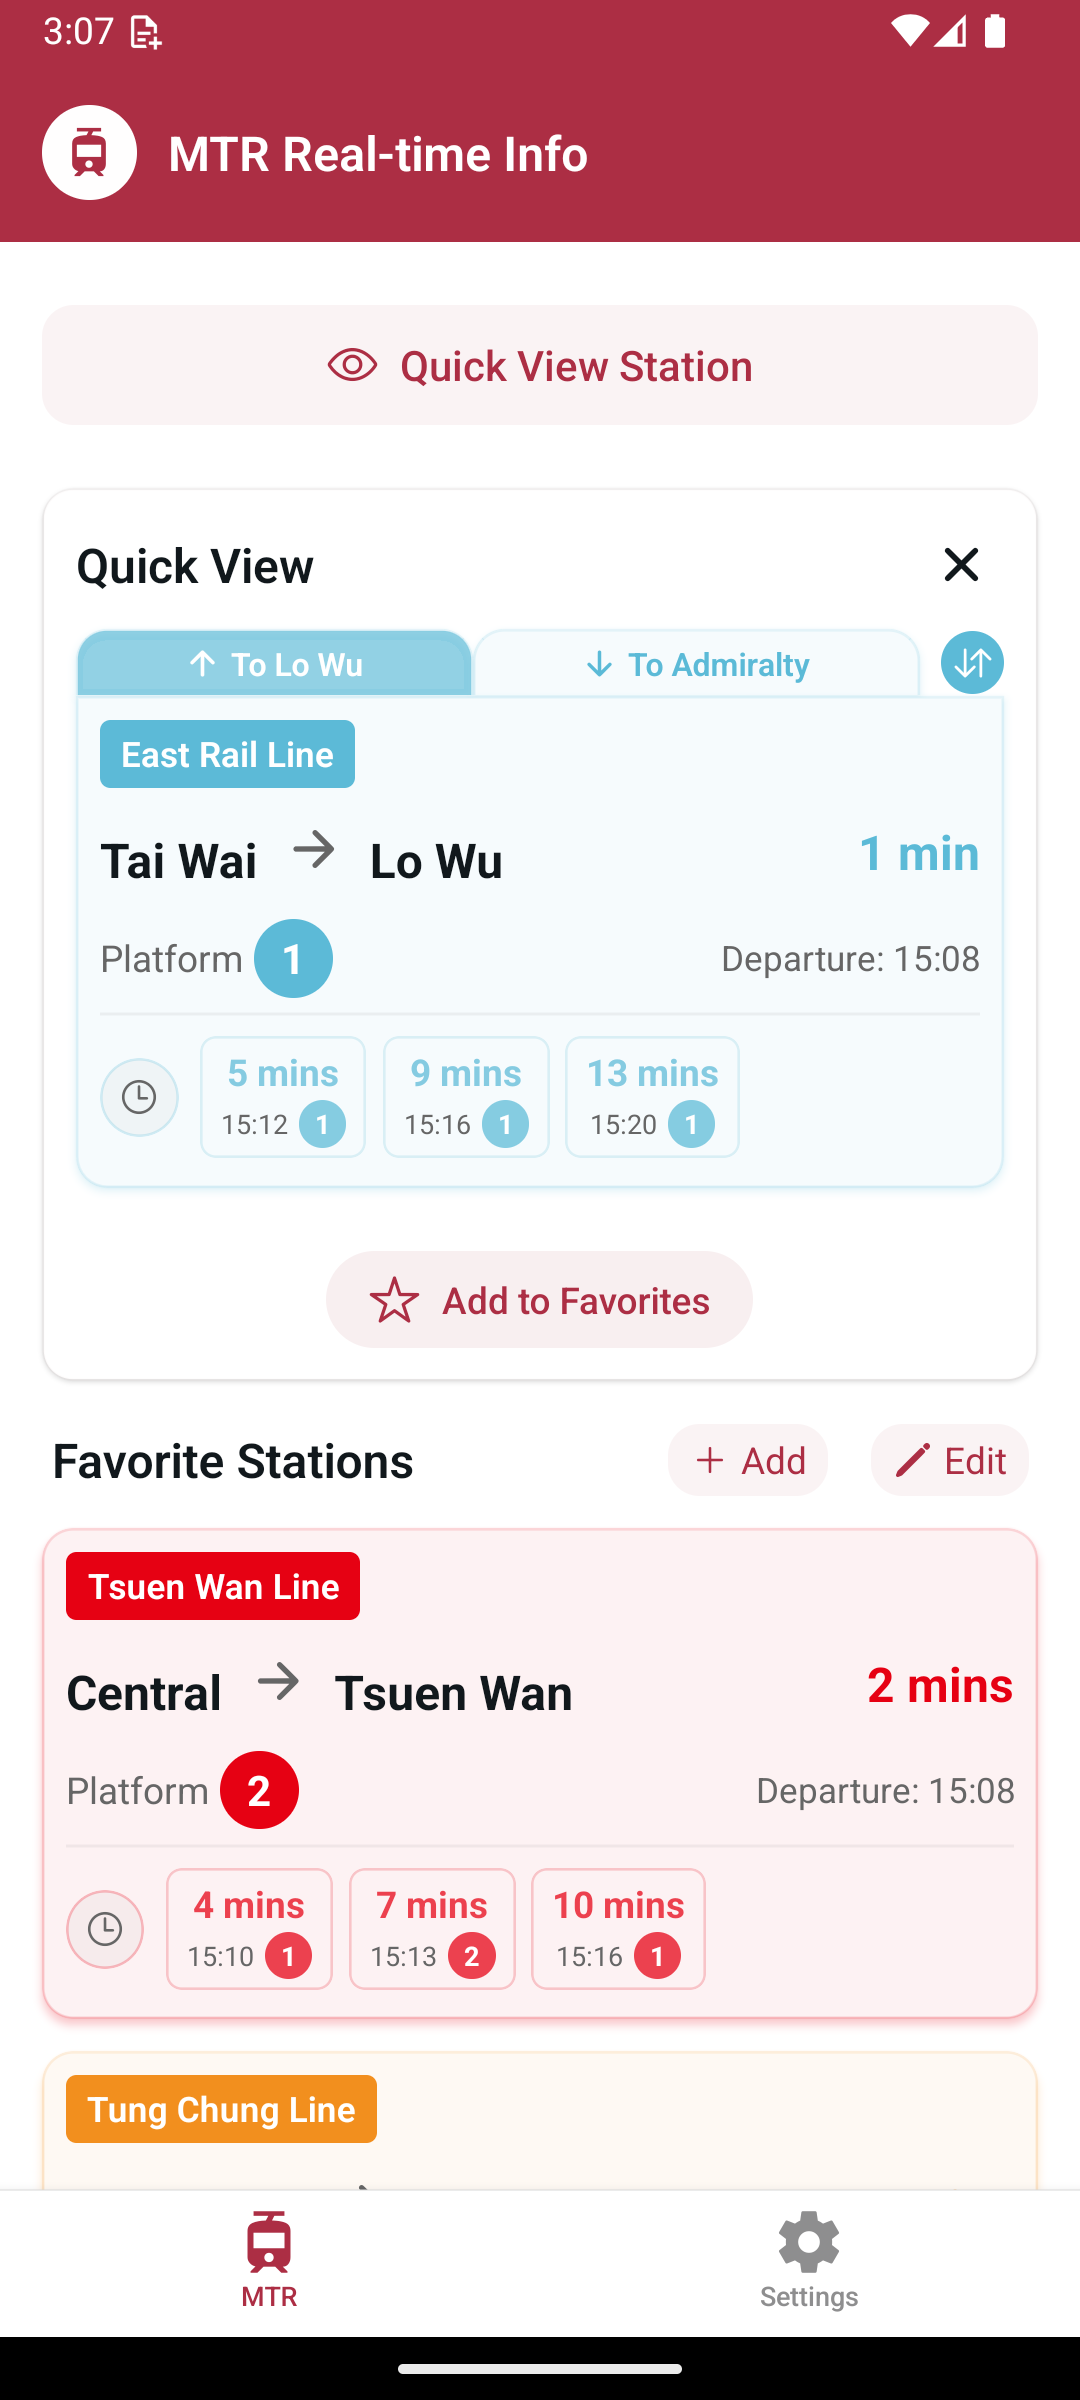 3:07
MTR Real-time Info
Quick View Station
Quick View
To Lo Wu
To Admiralty
East Rail Line
Tai Wai → Lo Wu
1 min
Platform 1
Departure: 15:08
5 mins
9 mins
13 mins
15:12 1
15:16 1
15:20 1
Add to Favorites
Favorite Stations
+ Add
Edit
Tsuen Wan Line
Central → Tsuen Wan
2 mins
Platform 2
Departure: 15:08
4 mins
7 mins
10 mins
15:10 1
15:13 2
15:16 1
Tung Chung Line
MTR
Settings